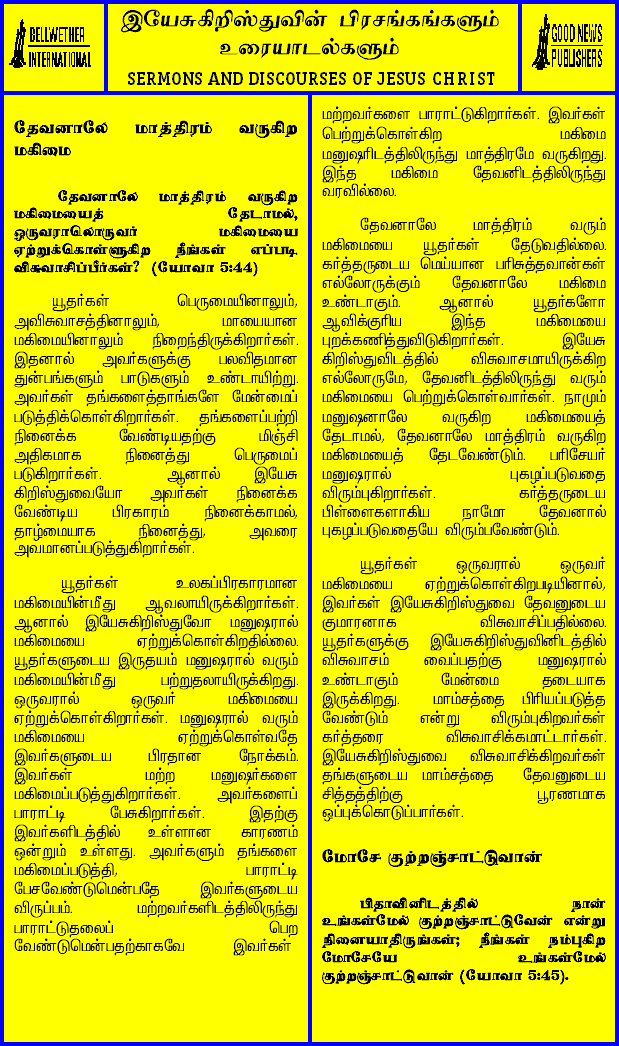 BELLWETHER
INTERNATIONAL
இயேசுகிறிஸ்துவின் பிரசங்கங்களும்
உரையாடல்களும்
SERMONS AND DISCOURSES OF JESUS CHRIST
GOOD NEWS
PUBLISHERS
தேவனாலே மாத்திரம் வருகிற
மகிமை
தேவனாலே மாத்திரம் வருகிற
மகிமையைத் தேடாமல்,
ஒருவராலொருவர் மகிமையை
ஏற்றுக்கொள்ளுகிற நீங்கள் எப்படி
விசுவாசிப்பீர்கள்? (யோவா 5:44)
யூதர்கள் பெருமையினாலும்,
அவிசுவாசத்தினாலும், மாயையான
மகிமையினாலும் நிறைந்திருக்கிறார்கள்.
இதனால் அவர்களுக்கு பலவிதமான
துன்பங்களும் பாடுகளும் உண்டாயிற்று.
அவர்கள் தங்களைத்தாங்களே மேன்மைப்
படுத்திக்கொள்கிறார்கள். தங்களைப்பற்றி
நினைக்க வேண்டியதற்கு மிஞ்சி
அதிகமாக நினைத்து பெருமைப்
படுகிறார்கள். ஆனால் இயேசு
கிறிஸ்துவையோ அவர்கள் நினைக்க
வேண்டிய பிரகாரம் நினைக்காமல்,
தாழ்மையாக நினைத்து, அவரை
அவமானப்படுத்துகிறார்கள்.
யூதர்கள் உலகப்பிரகாரமான
மகிமையின்மீது ஆவலாயிருக்கிறார்கள்.
ஆனால் இயேசுகிறிஸ்துவோ மனுஷரால்
மகிமையை ஏற்றுக்கொள்கிறதில்லை.
யூதர்களுடைய இருதயம் மனுஷரால் வரும்
மகிமையின்மீது பற்றுதலாயிருக்கிறது.
ஒருவரால் ஒருவர் மகிமையை
ஏற்றுக்கொள்கிறார்கள். மனுஷரால் வரும்
மகிமையை ஏற்றுக்கொள்வதே
இவர்களுடைய பிரதான நோக்கம்.
இவர்கள் மற்ற மனுஷர்களை
மகிமைப்படுத்துகிறார்கள். அவர்களைப்
பாராட்டி பேசுகிறார்கள். இதற்கு
இவர்களிடத்தில் உள்ளான காரணம்
ஒன்றும் உள்ளது. அவர்களும் தங்களை
மகிமைப்படுத்தி, பாராட்டி
பேசவேண்டுமென்பதே இவர்களுடைய
விருப்பம். மற்றவர்களிடத்திலிருந்து
பாராட்டுதலைப் பெற
வேண்டுமென்பதற்காகவே இவர்கள்
மற்றவர்களை பாராட்டுகிறார்கள். இவர்கள்
பெற்றுக்கொள்கிற மகிமை
மனுஷரிடத்திலிருந்து மாத்திரமே வருகிறது.
இந்த மகிமை தேவனிடத்திலிருந்து
வரவில்லை.
தேவனாலே மாத்திரம் வரும்
மகிமையை யூதர்கள் தேடுவதில்லை.
கர்த்தருடைய மெய்யான பரிசுத்தவான்கள்
எல்லோருக்கும் தேவனாலே மகிமை
உண்டாகும். ஆனால் யூதர்களோ
ஆவிக்குரிய இந்த மகிமையை
புறக்கணித்துவிடுகிறார்கள். இயேசு
கிறிஸ்துவிடத்தில் விசுவாசமாயிருக்கிற
எல்லோருமே, தேவனிடத்திலிருந்து வரும்
மகிமையை பெற்றுக்கொள்வார்கள். நாமும்
மனுஷனாலே வருகிற மகிமையைத்
தேடாமல், தேவனாலே மாத்திரம் வருகிற
மகிமையைத் தேடவேண்டும். பரிசேயர்
மனுஷரால் புகழப்படுவதை
விரும்புகிறார்கள். கர்த்தருடைய
பிள்ளைகளாகிய நாமோ தேவனால்
புகழப்படுவதையே விரும்பவேண்டும்.
யூதர்கள் ஒருவரால் ஒருவர்
மகிமையை ஏற்றுக்கொள்கிறபடியினால்,
இவர்கள் இயேசுகிறிஸ்துவை தேவனுடைய
குமாரனாக விசுவாசிப்பதில்லை.
யூதர்களுக்கு இயேசுகிறிஸ்துவினிடத்தில்
விசுவாசம் வைப்பதற்கு மனுஷரால்
உண்டாகும் மேன்மை தடையாக
இருக்கிறது. மாம்சத்தை பிரியப்படுத்த
வேண்டும் என்று விரும்புகிறவர்கள்
கர்த்தரை விசுவாசிக்கமாட்டார்கள்.
இயேசுகிறிஸ்துவை விசுவாசிக்கிறவர்கள்
தங்களுடைய மாம்சத்தை தேவனுடைய
சித்தத்திற்கு பூரணமாக
ஒப்புக்கொடுப்பார்கள்.
மோசே குற்றஞ்சாட்டுவான்
பிதாவினிடத்தில் நான்
உங்கள்மேல் குற்றஞ்சாட்டுவேன் என்று
நினையாதிருங்கள்; நீங்கள் நம்புகிற
மோசேயே உங்கள்மேல்
குற்றஞ்சாட்டுவான் (யோவா 5:45).